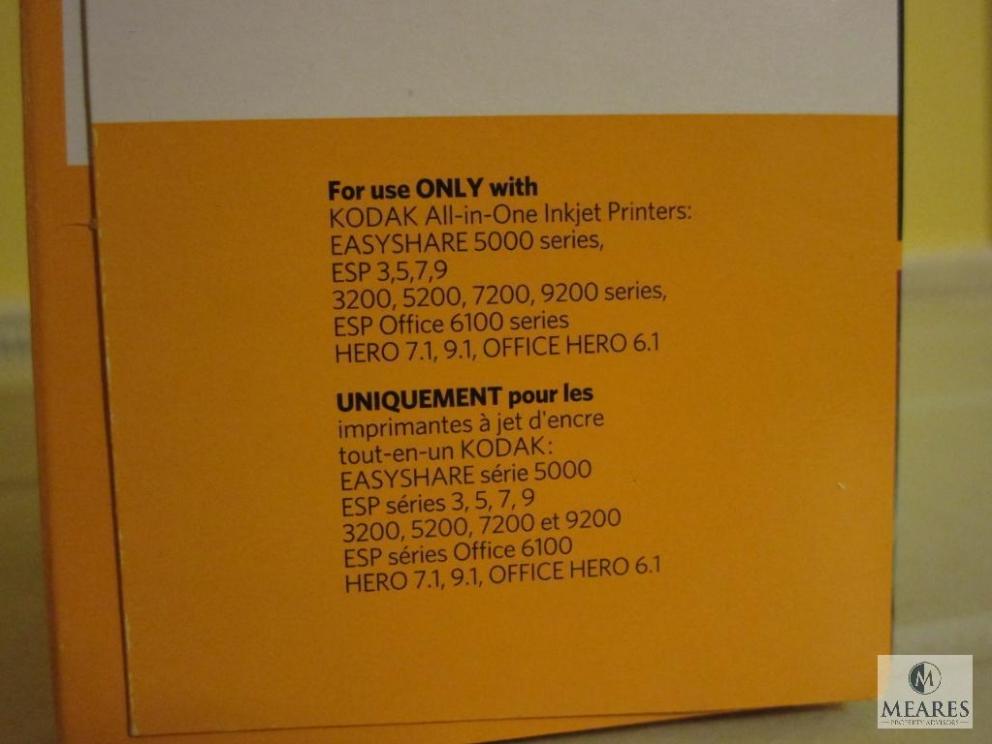 For use ONLY with
KODAK All-in-One Inkjet Printers:
EASYSHARE 5000 series,
ESP 3,5,7,9
3200, 5200, 7200, 9200 series,
ESP Office 6100 series
HERO 7.1, 9.1, OFFICE HERO 6.1
UNIQUEMENT pour les
imprimantes à jet d'encre
tout-en-un KODAK:
EASYSHARE série 5000
ESP séries 3, 5, 7, 9
3200, 5200, 7200 et 9200
ESP séries Office 6100
HERO 7.1, 9.1, OFFICE HERO 6.1
M
MEARES
PROPERTY ADVISORS